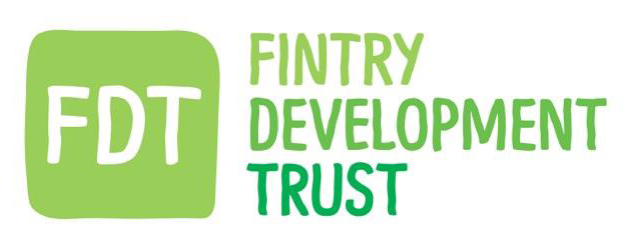 FDT
FINTRY
DEVELOPMENT
TRUST